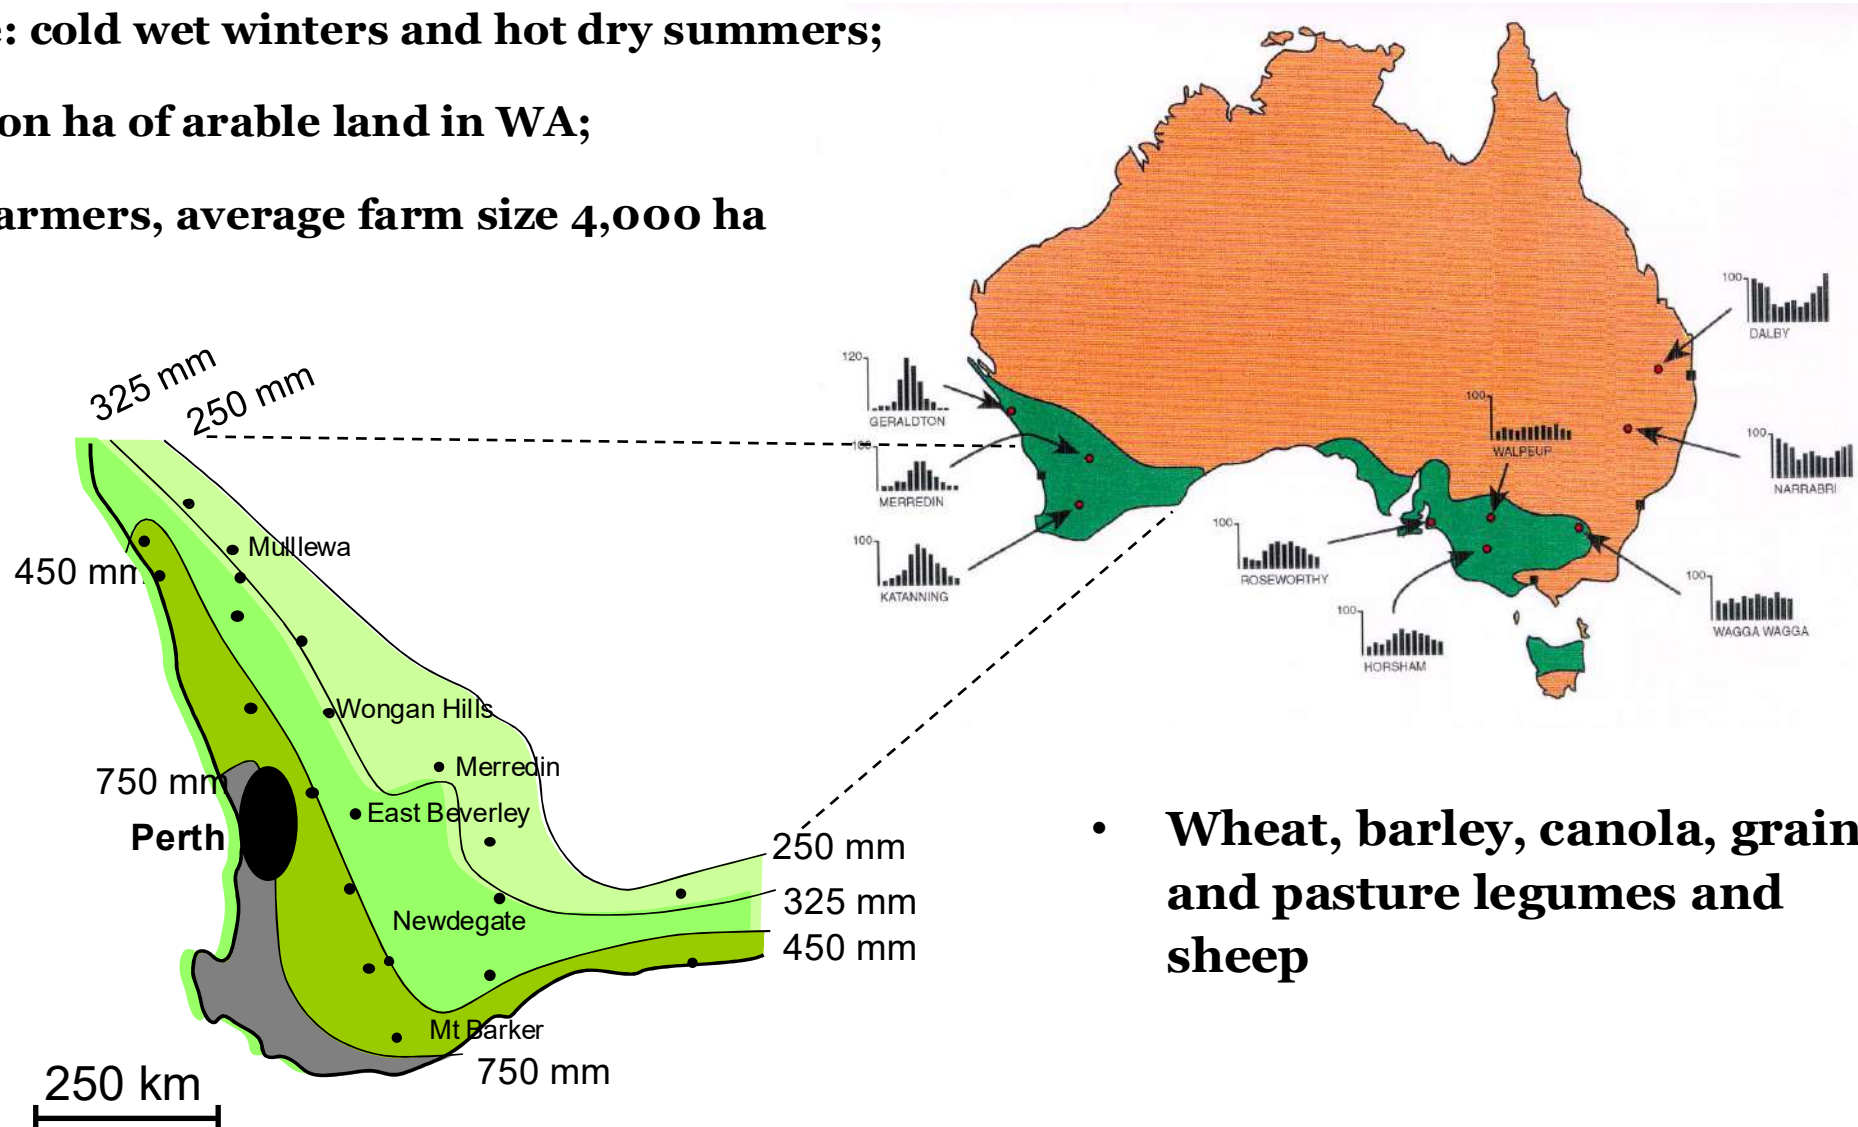 e: cold wet winters and hot dry summers;
on ha of arable land in WA;
armers, average farm size 4,000 ha
325 mm
250 mm
Mulllewa
450 mm
Wongan Hills
Merredin
750 mm
East Beverley
Perth
250 mm
325 mm
Newdegate
450 mm
Mt Barker
750 mm
250 km
120
GERALDTON
100
MERREDIN
100
KATANNING
100
DALBY
100
WALPEUP
100
NARRABRI
100
ROSEWORTHY
100
WAGGA WAGGA
100
HORSHAM
• Wheat, barley, canola, grain
and pasture legumes and
sheep